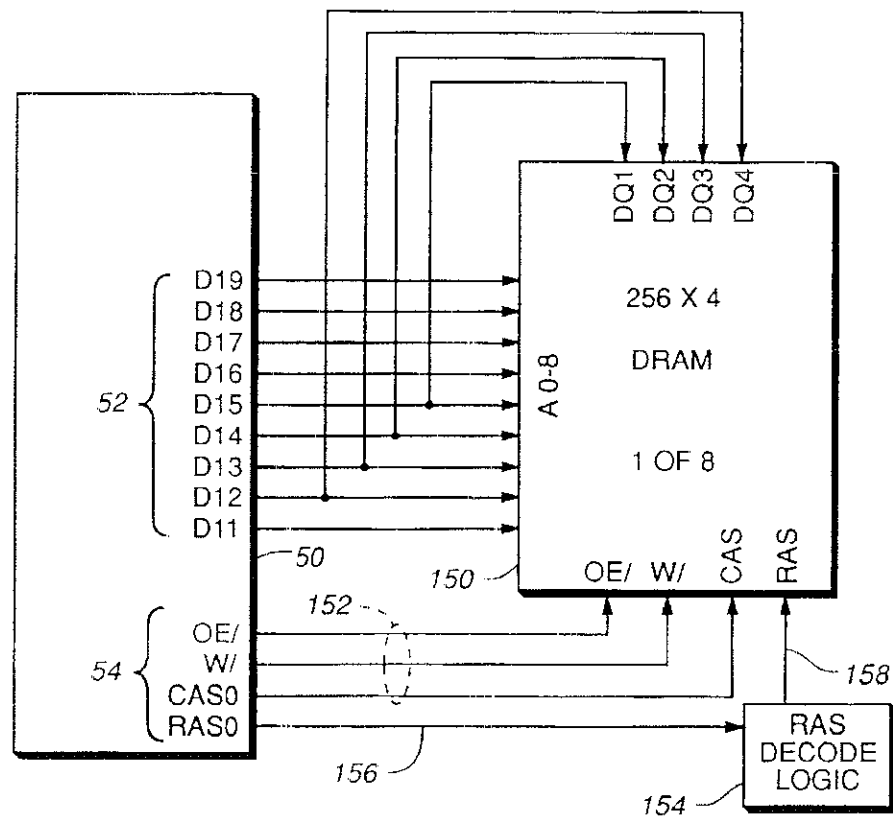 DQ1
DQ2
DQ3
DQ4
D19
D18
D17
D16
D15
D14
D13
D12
D11
52
50
A 0-8
256 X 4
DRAM
1 OF 8
150
OE/
W/
CAS
RAS
152
54
OE/
W/
CAS0
RAS0
156
158
RAS
DECODE
LOGIC
154